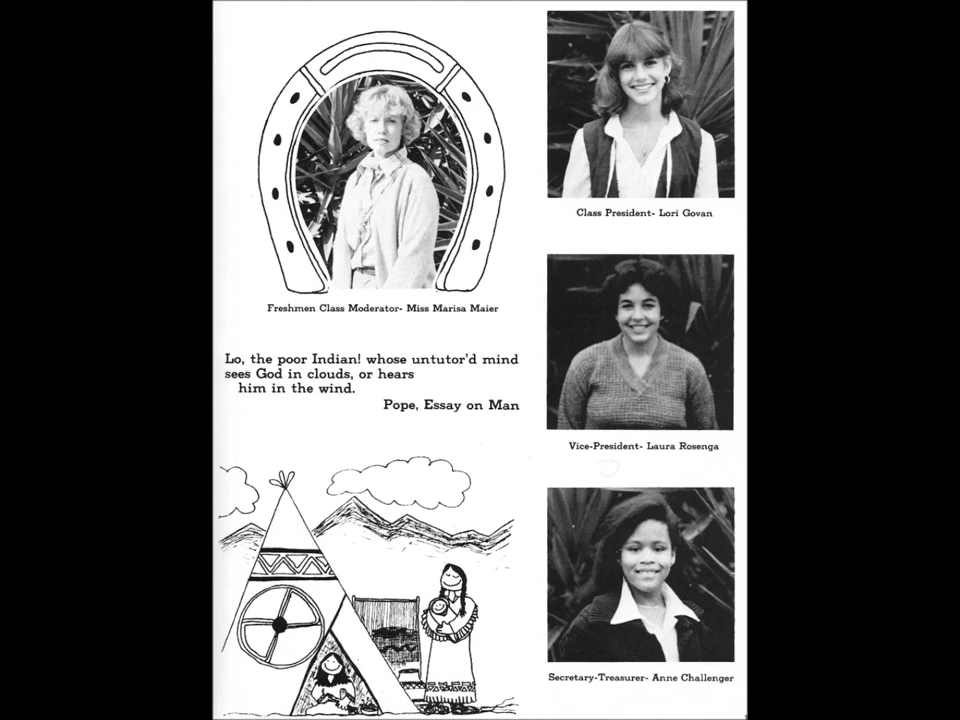 Freshmen Class Moderator- Miss Marisa Maier
Lo, the poor Indian! whose untutor'd mind
sees God in clouds, or hears
him in the wind.
Pope, Essay on Man
Class President- Lori Govan
Vice-President- Laura Rosenga
Secretary-Treasurer- Anne Challenger